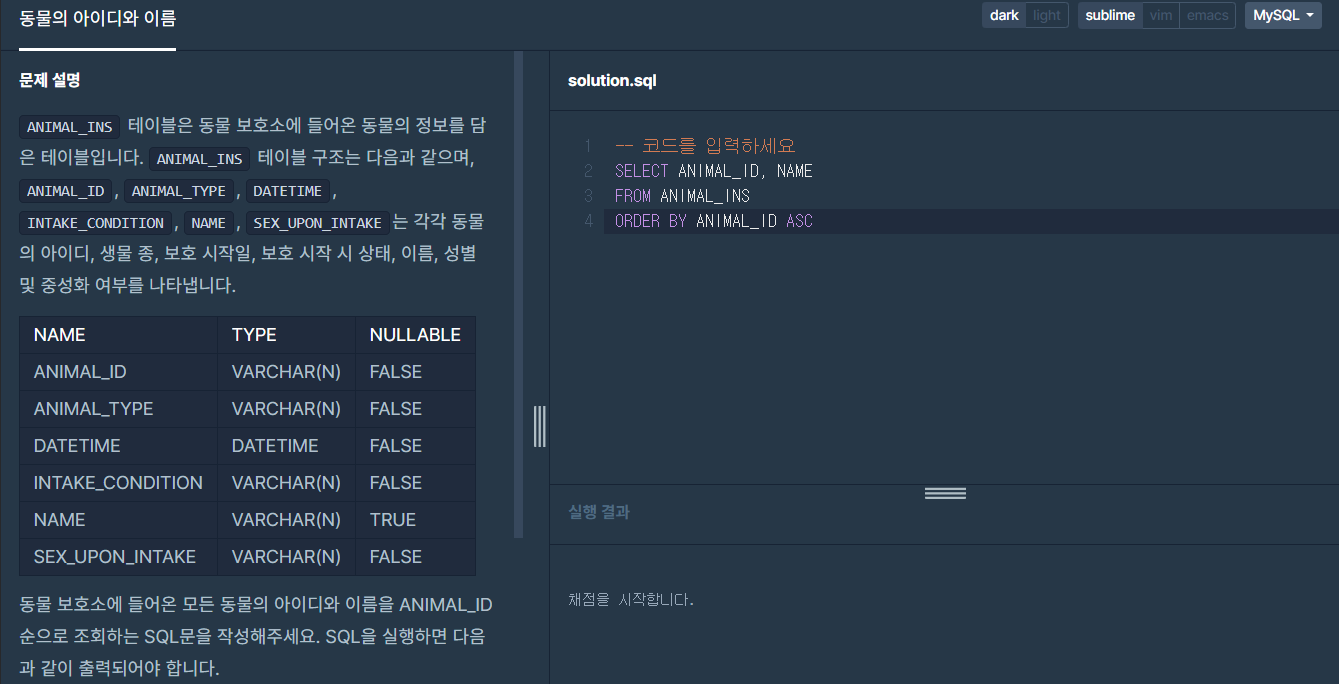 동물의 아이디와 이름
dark light sublime vim emacs MySQL
문제 설명
ANIMAL_INS 테이블은 동물 보호소에 들어온 동물의 정보를 담
은 테이블입니다. ANIMAL_INS 테이블 구조는 다음과 같으며,
ANIMAL_ID, ANIMAL_TYPE, DATETIME,
INTAKE_CONDITION, NAME, SEX_UPON_INTAKE는 각각 동물
의 아이디, 생물 종, 보호 시작일, 보호 시작 시 상태, 이름, 성별
및 중성화 여부를 나타냅니다.
NAME TYPE NULLABLE
ANIMAL_ID VARCHAR(N) FALSE
ANIMAL_TYPE VARCHAR(N) FALSE
DATETIME DATETIME FALSE
INTAKE_CONDITION VARCHAR(N) FALSE
NAME VARCHAR(N) TRUE
SEX_UPON_INTAKE VARCHAR(N) FALSE
동물 보호소에 들어온 모든 동물의 아이디와 이름을 ANIMAL_ID
순으로 조회하는 SQL문을 작성해주세요. SQL을 실행하면 다음
과 같이 출력되어야 합니다.
solution.sql
1 -- 코드를 입력하세요
2 SELECT ANIMAL_ID, NAME
3 FROM ANIMAL_INS
4 ORDER BY ANIMAL_ID ASC
실행 결과
채점을 시작합니다.